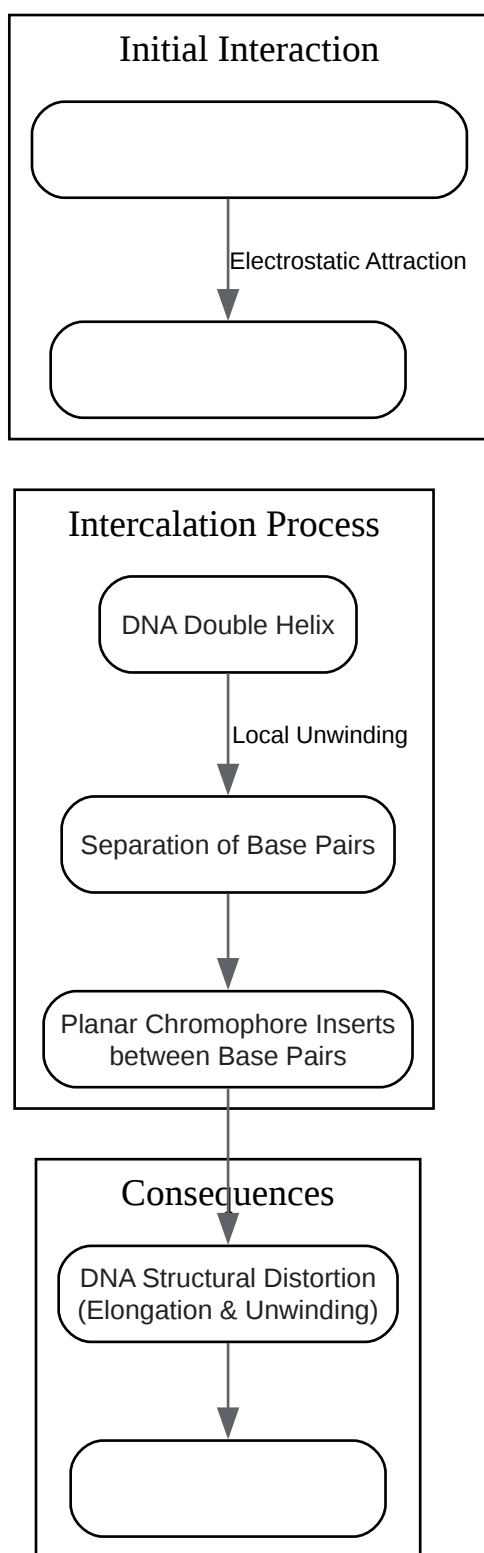 Initial Interaction
Electrostatic Attraction
Intercalation Process
DNA Double Helix
Local Unwinding
Separation of Base Pairs
Planar Chromophore Inserts
between Base Pairs
Consequences
DNA Structural Distortion
(Elongation & Unwinding)